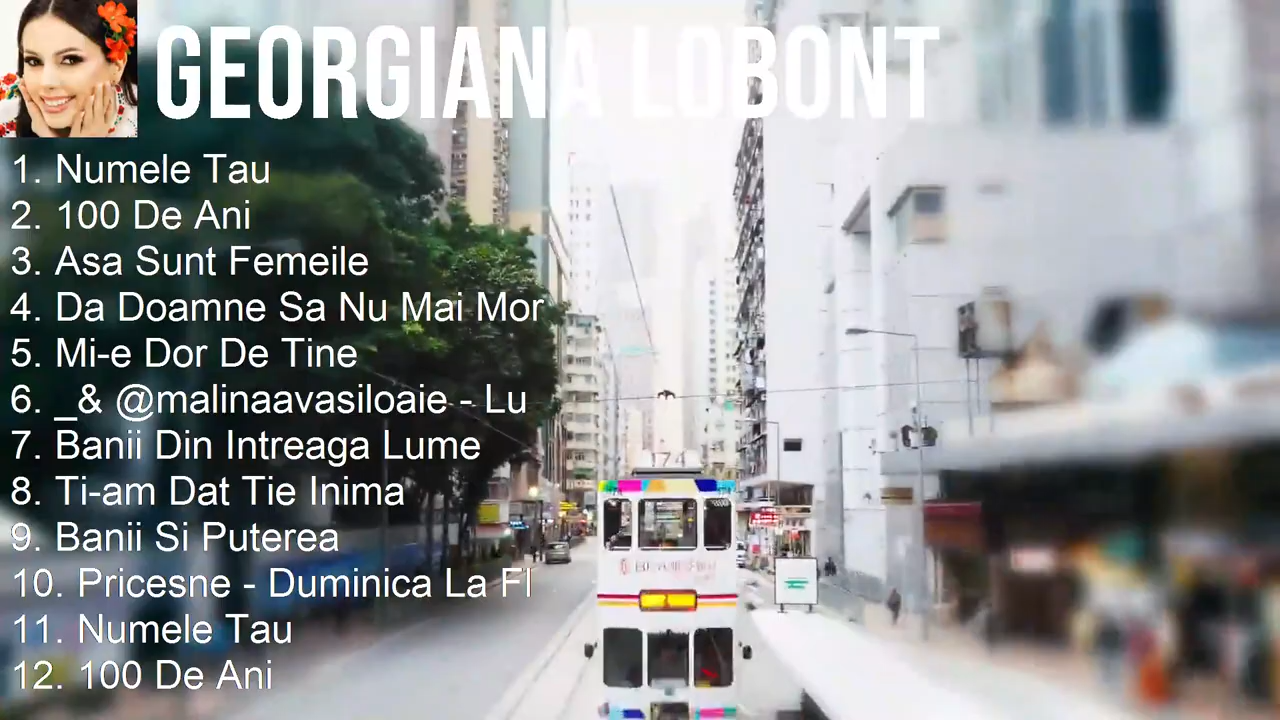 GEORGIANA LOBONT
1. Numele Tau
2. 100 De Ani
3. Asa Sunt Femeile
4. Da Doamne Sa Nu Mai Mor
5. Mi-e Dor De Tine
6. _& @malinaavasiloaie - Lu
7. Banii Din Intreaga Lume
8. Ti-am Dat Tie Inima
9. Banii Si Puterea
10. Pricesne - Duminica La Fl
11. Numele Tau
12. 100 De Ani
174